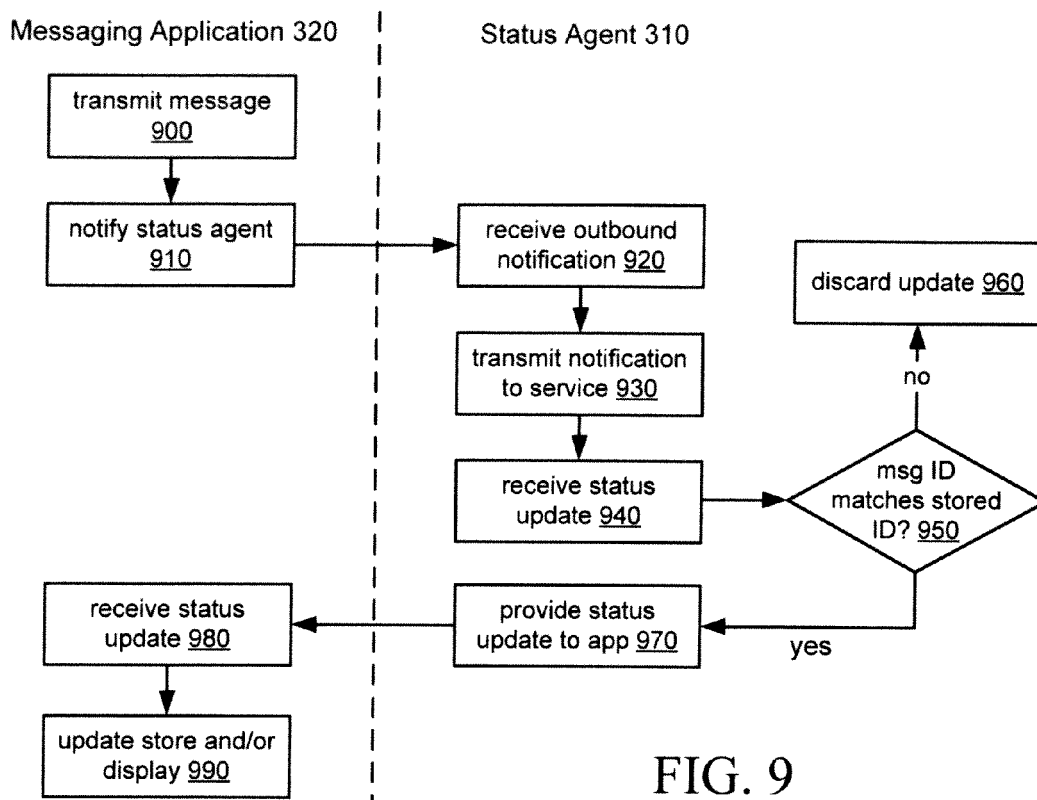 Messaging Application 320
Status Agent 310
transmit message
900
notify status agent
910
receive outbound
notification 920
discard update 960
transmit notification
to service 930
no
receive status
update 940
msg ID
matches stored
ID? 950
yes
provide status
update to app 970
receive status
update 980
update store and/or
display 990
FIG. 9